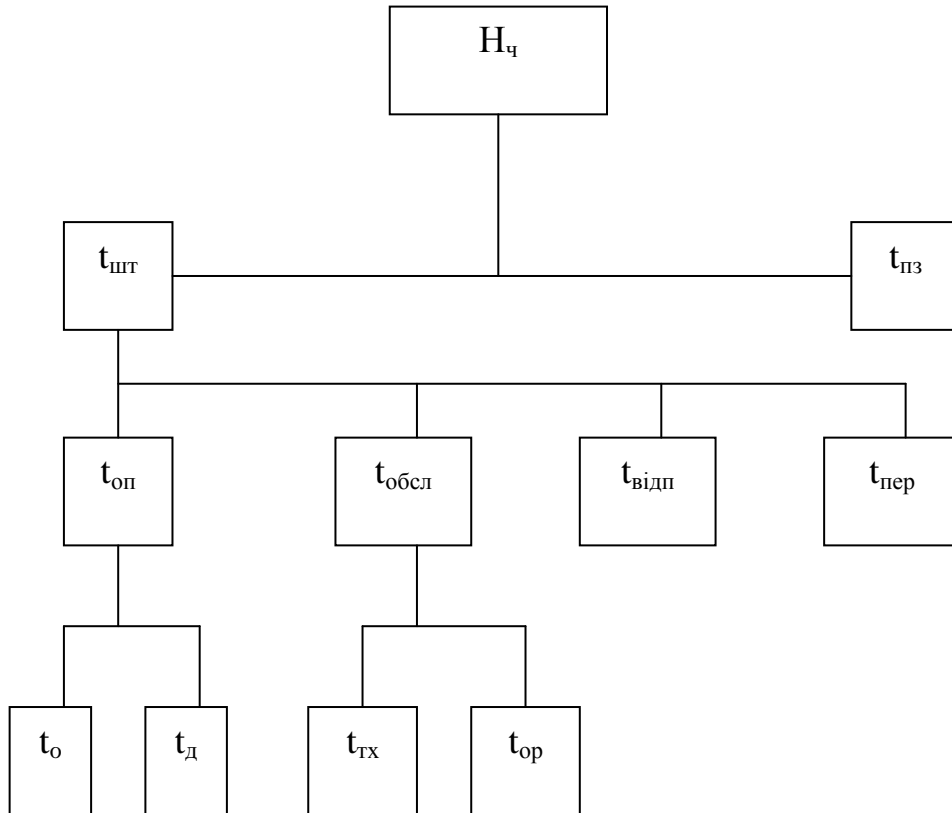 Нч
tшт
tпз
tоп
tобсл
tвідп
tпер
tо
tд
tтх
tор